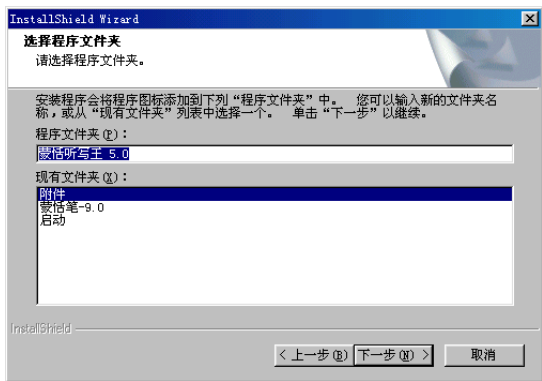 InstallShield Wizard
选择程序文件夹
请选择程序文件夹。
安装程序会将程序图标添加到下列“程序文件夹”中。 您可以输入新的文件夹名
称，或从“现有文件夹”列表中选择一个。 单击“下一步”以继续。
程序文件夹(P)：
蒙恬听写王 5.0
现有文件夹(X)：
附件
蒙恬笔-9.0
启动
InstallShield
< 上一步(B) 下一步(N) > 取消